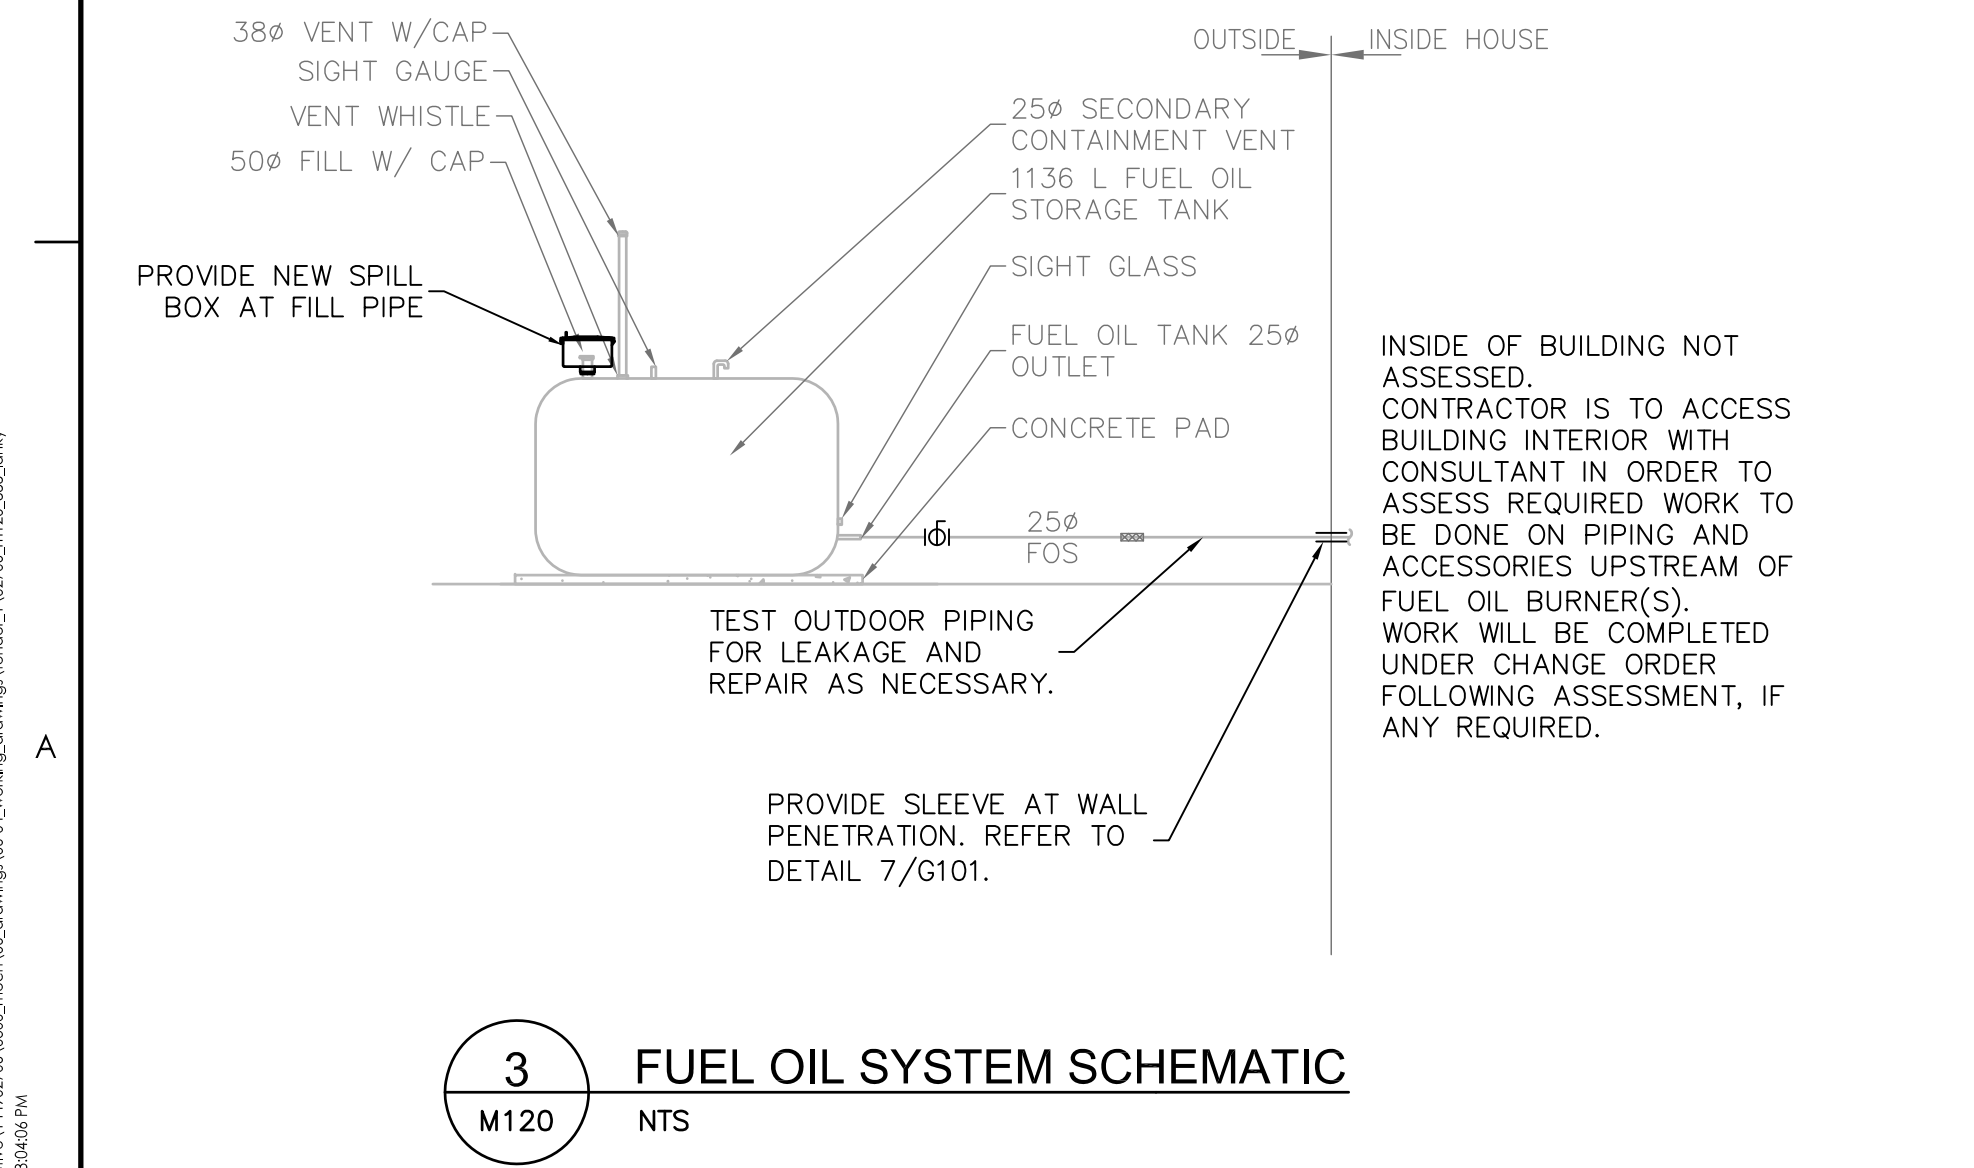 38ø VENT W/CAP
SIGHT GAUGE
VENT WHISTLE
50ø FILL W/ CAP
PROVIDE NEW SPILL
BOX AT FILL PIPE
OUTSIDE
INSIDE HOUSE
25ø SECONDARY
CONTAINMENT VENT
1136 L FUEL OIL
STORAGE TANK
SIGHT GLASS
FUEL OIL TANK 25ø
OUTLET
CONCRETE PAD
25ø
FOS
INSIDE OF BUILDING NOT
ASSESSED.
CONTRACTOR IS TO ACCESS
BUILDING INTERIOR WITH
CONSULTANT IN ORDER TO
ASSESS REQUIRED WORK TO
BE DONE ON PIPING AND
ACCESSORIES UPSTREAM OF
FUEL OIL BURNER(S).
WORK WILL BE COMPLETED
UNDER CHANGE ORDER
FOLLOWING ASSESSMENT, IF
ANY REQUIRED.
TEST OUTDOOR PIPING
FOR LEAKAGE AND
REPAIR AS NECESSARY.
PROVIDE SLEEVE AT WALL
PENETRATION. REFER TO
DETAIL 7/G101.
A
3
M120
FUEL OIL SYSTEM SCHEMATIC
NTS
:04:06 PM